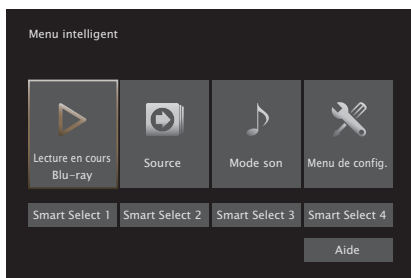 Menu intelligent
Lecture en cours
Blu-ray
Source
Mode son
Menu de config.
Smart Select 1
Smart Select 2
Smart Select 3
Smart Select 4
Aide